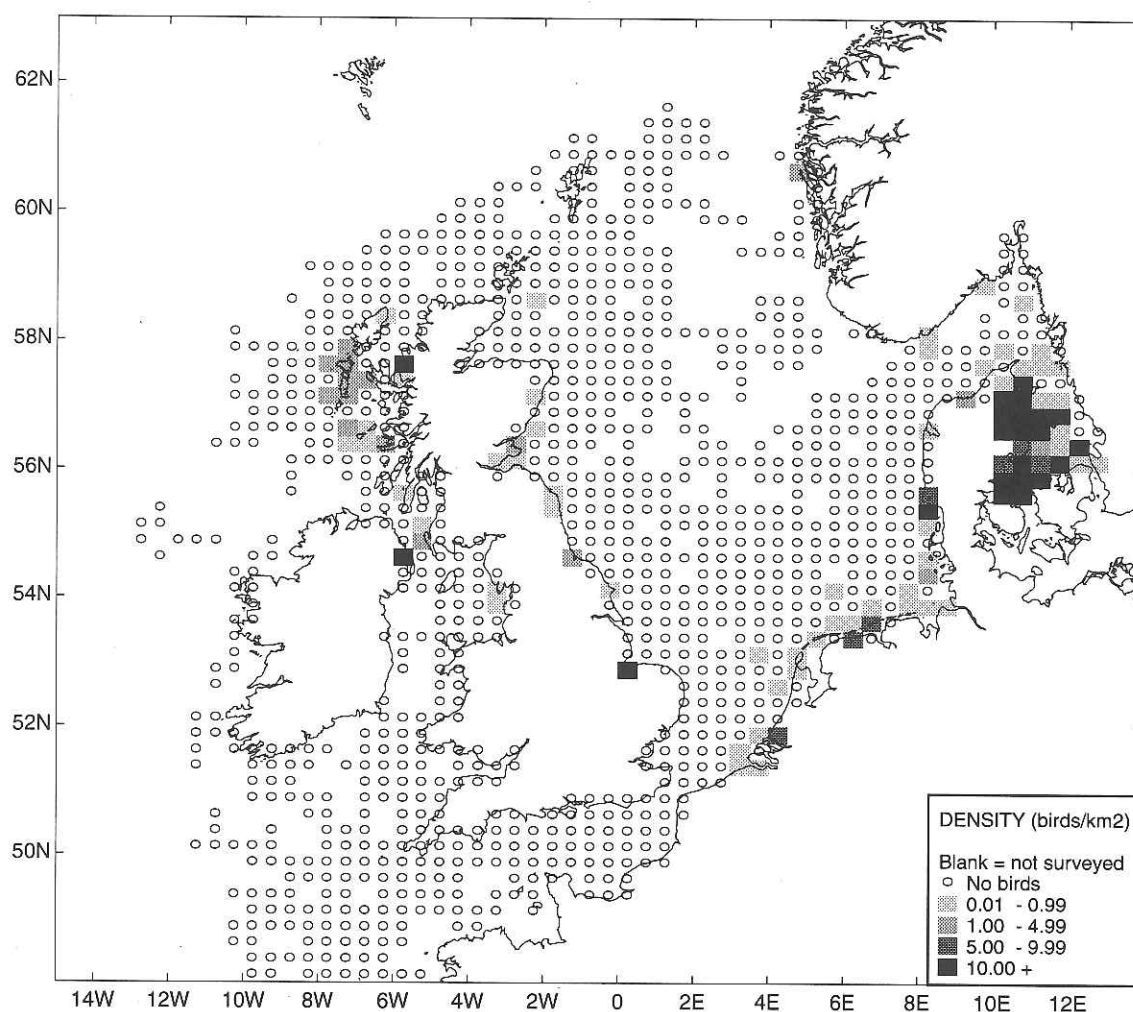 62N
60N
58N
56N
54N
52N
50N
14W 12W 10W 8W 6W 4W 2W 0 2E 4E 6E 8E 10E 12E
DENSITY (birds/km2)
Blank = not surveyed
No birds
0.01 - 0.99
1.00 - 4.99
5.00 - 9.99
10.00 +